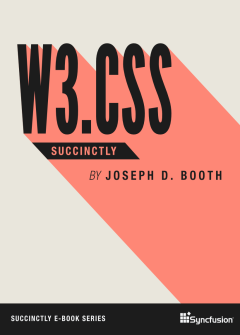 W3.CSS
SUCCINCTLY
BY JOSEPH D. BOOTH
SUCCINCTLY E-BOOK SERIES
Syncfusion